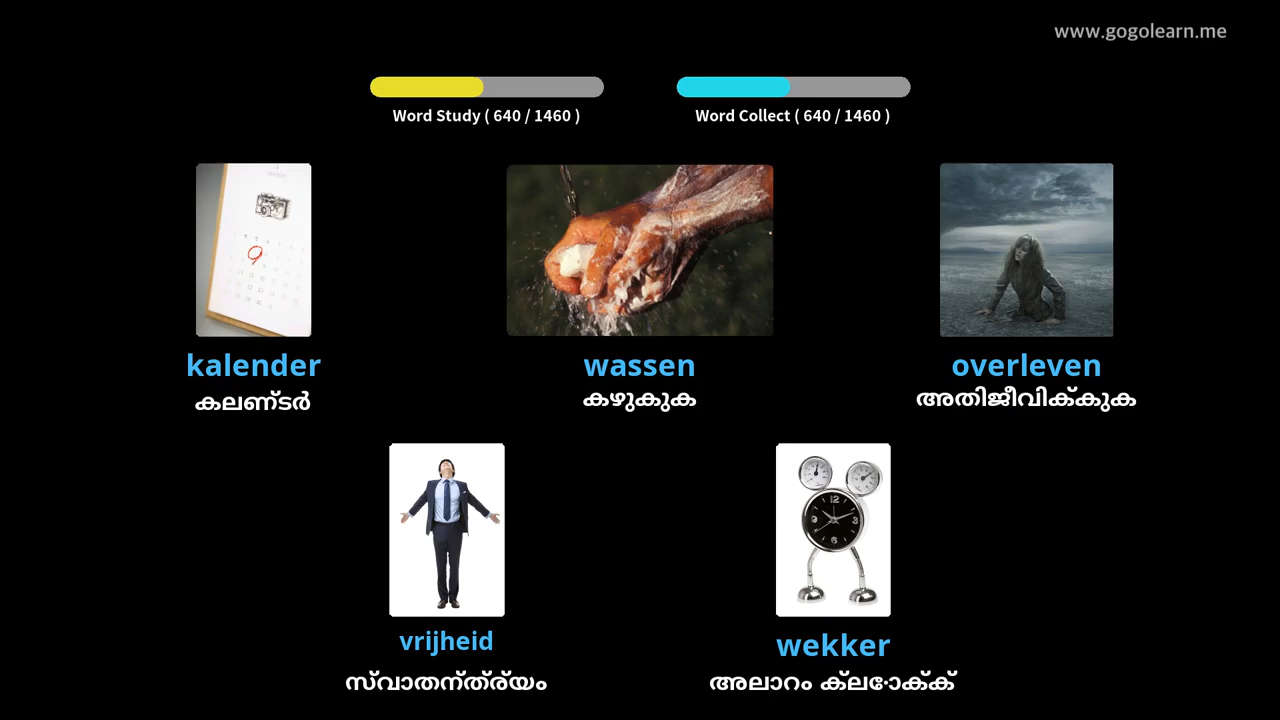 www.gogolearn.me
Word Study ( 640 / 1460 )
Word Collect ( 640 / 1460 )
kalender
കലണ്ടർ
wassen
കഴുകുക
overleven
അതിജീവിക്കുക
vrijheid
സ്വാതന്ത്ര്യം
wekker
അലാറം ക്ലോക്ക്